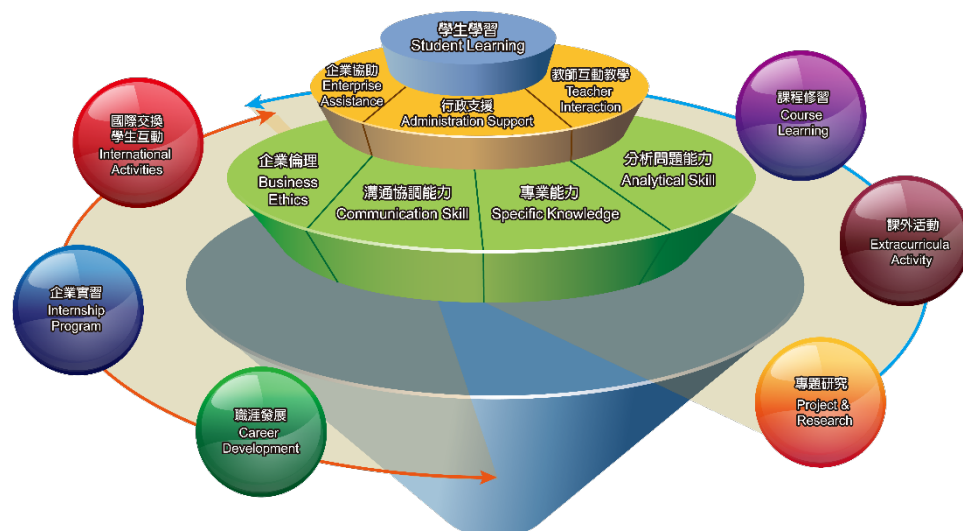 學生學習
Student Learning
企業協助
Enterprise
Assistance
行政支援
Administration Support
教師互動教學
Teacher
Interaction
企業倫理
Business
Ethics
溝通協調能力
Communication Skill
專業能力
Specific Knowledge
分析問題能力
Analytical Skill
國際交換
學生互動
International
Activities
企業實習
Internship
Program
職涯發展
Career
Development
課程修習
Course
Learning
課外活動
Extracurricula
Activity
專題研究
Project &
Research